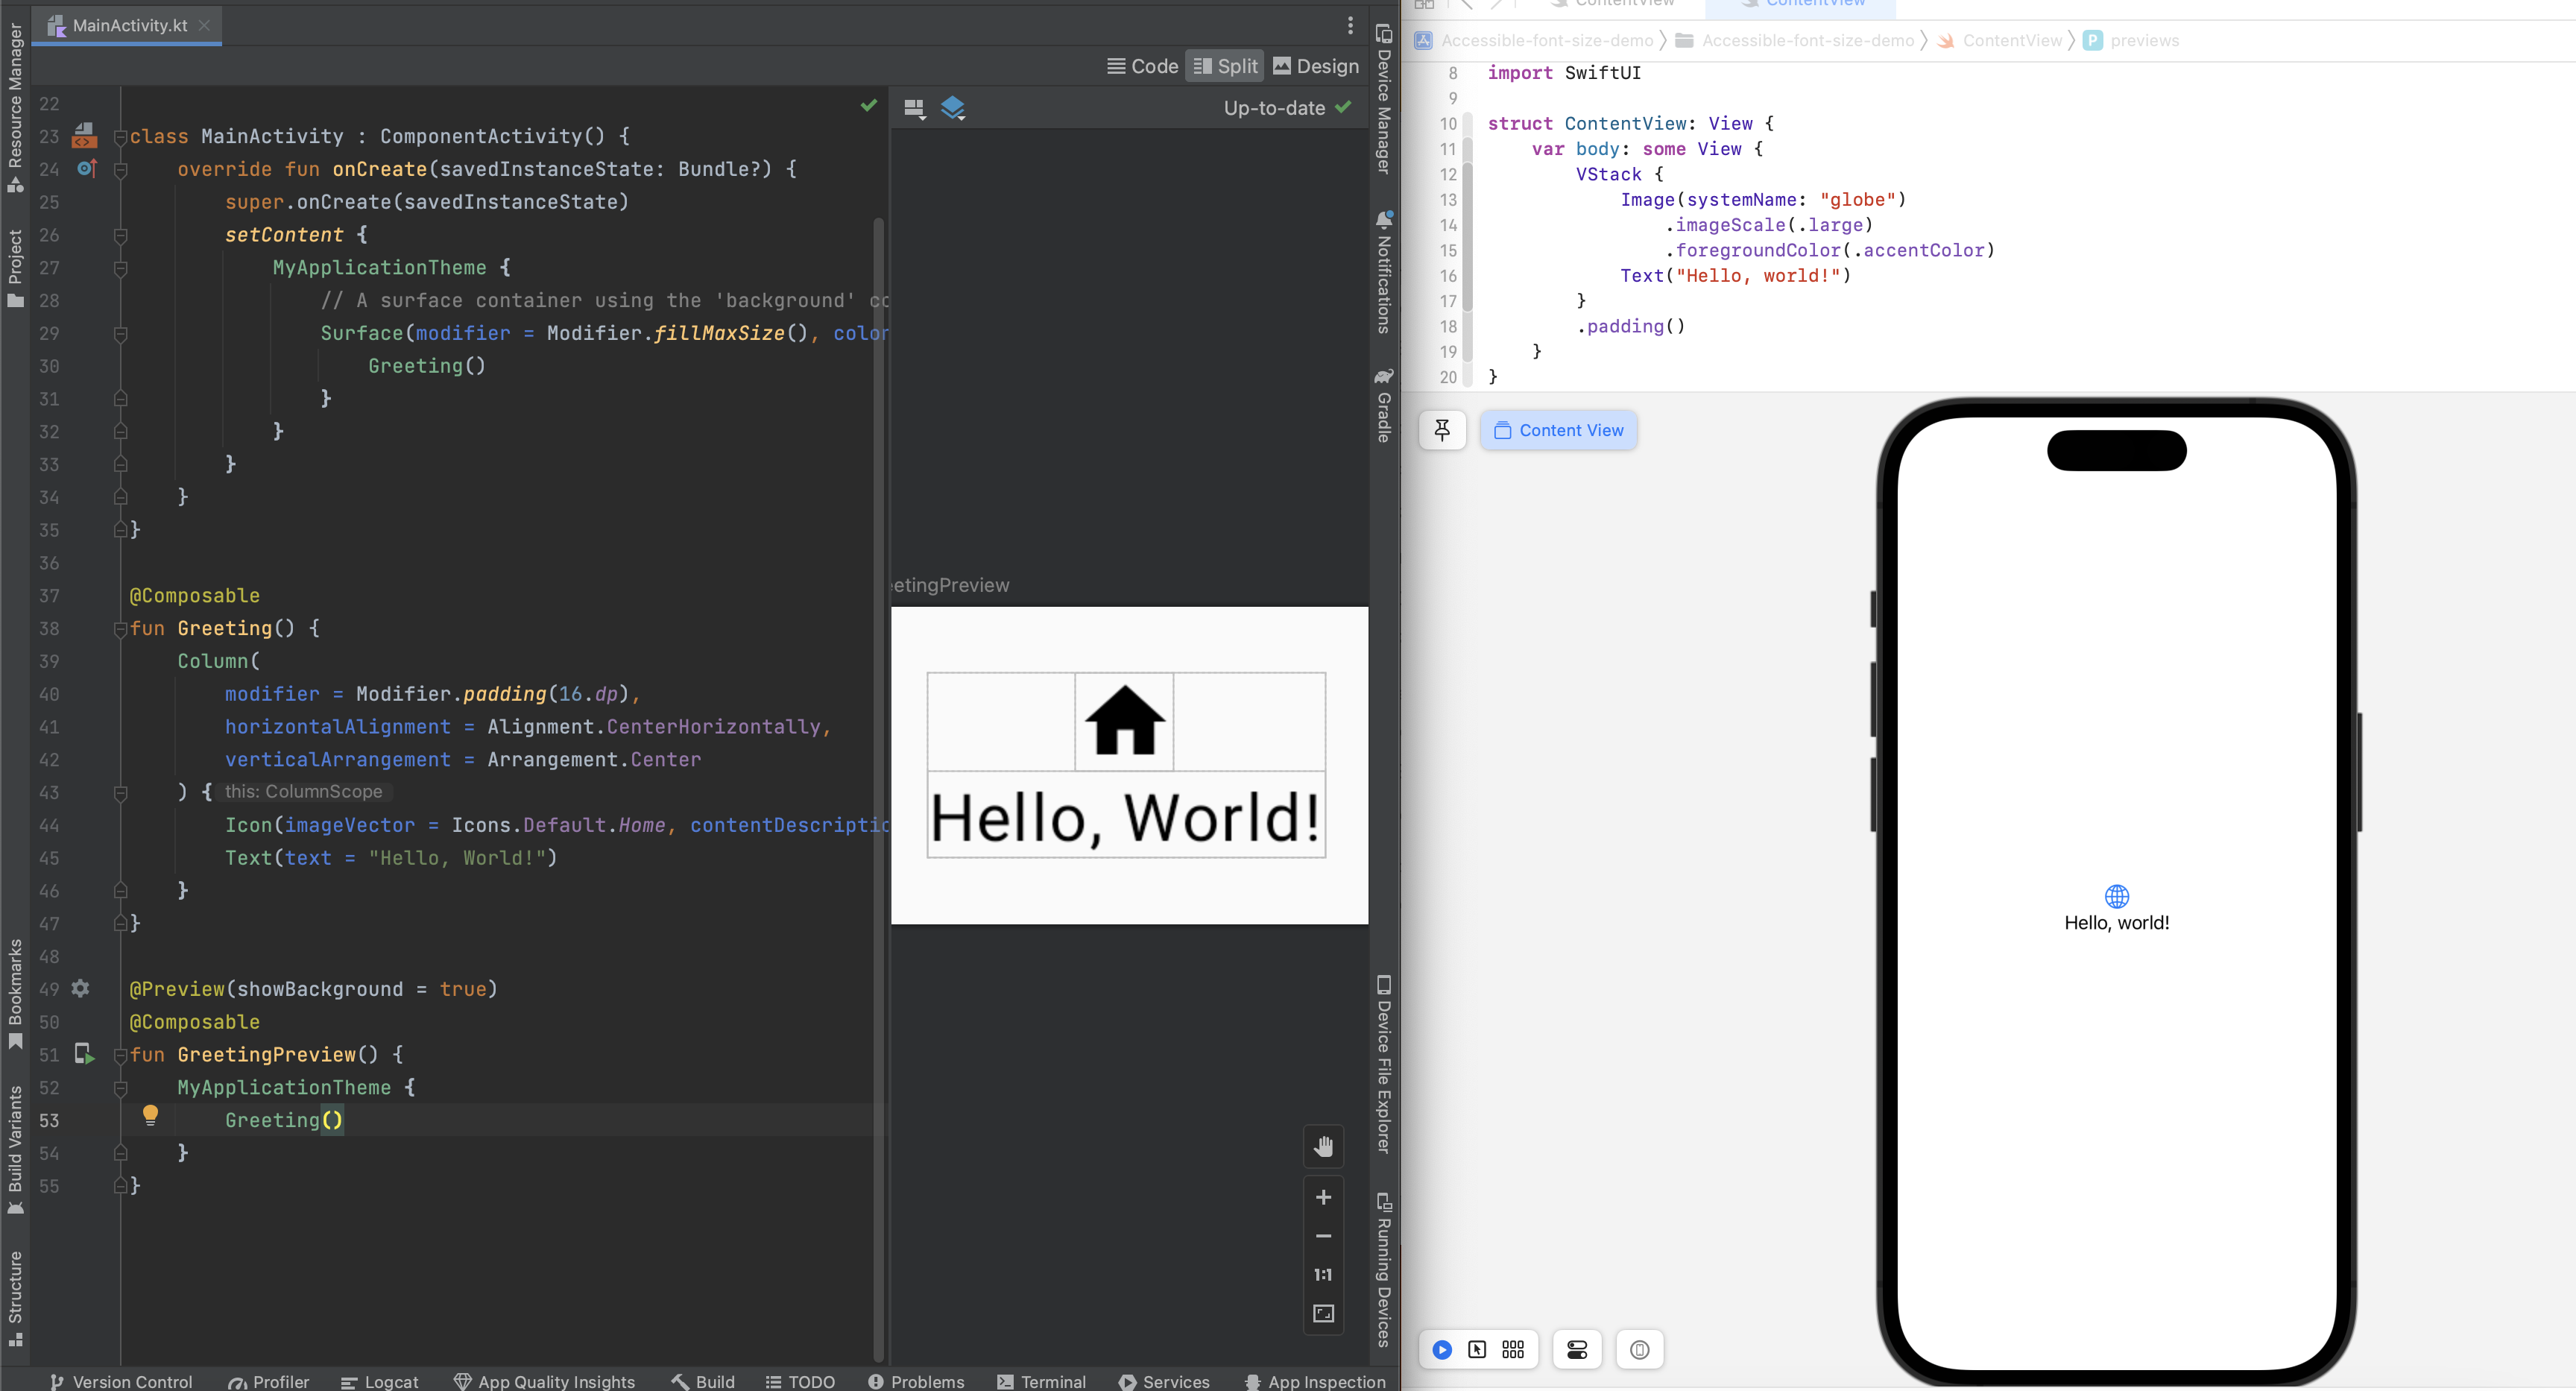 MainActivity.kt
Code
Split
Design
Up-to-date
Resource Manager
Project
Bookmarks
Build Variants
Structure
22
23 class MainActivity : ComponentActivity() {
24 override fun onCreate(savedInstanceState: Bundle?) {
25 super.onCreate(savedInstanceState)
26 setContent {
27 MyApplicationTheme {
28 // A surface container using the 'background' co
29 Surface(modifier = Modifier.fillMaxSize(), color
30 Greeting()
31 }
32 }
33 }
34 }
35 }
36
37 @Composable
38 fun Greeting() {
39 Column(
40 modifier = Modifier.padding(16.dp),
41 horizontalAlignment = Alignment.CenterHorizontally,
42 verticalArrangement = Arrangement.Center
43 ) { this: ColumnScope
44 Icon(imageVector = Icons.Default.Home, contentDescriptio
45 Text(text = "Hello, World!")
46 }
47 }
48
49 @Preview(showBackground = true)
50 @Composable
51 fun GreetingPreview() {
52 MyApplicationTheme {
53 Greeting()
54 }
55 }
etingPreview
Hello, World!
1:1
Device Manager
Notifications
Gradle
Device File Explorer
Running Devices
Version Control
Profiler
Logcat
App Quality Insights
Build
TODO
Problems
Terminal
Services
App Inspection
ContentView
ContentView
Accessible-font-size-demo
Accessible-font-size-demo
ContentView
P previews
8 import SwiftUI
9
10 struct ContentView: View {
11 var body: some View {
12 VStack {
13 Image(systemName: "globe")
14 .imageScale(.large)
15 .foregroundColor(.accentColor)
16 Text("Hello, world!")
17 }
18 .padding()
19 }
20 }
Content View
Hello, world!